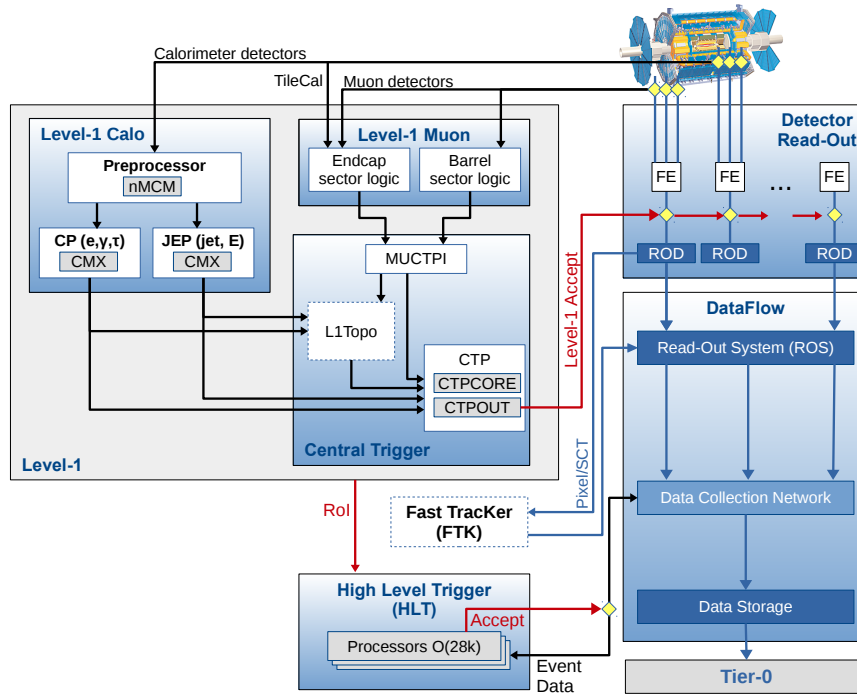 Calorimeter detectors
TileCal
Muon detectors
Level-1 Calo
Preprocessor
nMCM
CP (e,γ,τ)
CMX
JEP (jet, E)
CMX
Level-1 Muon
Endcap
sector logic
Barrel
sector logic
MUCTPI
L1Topo
CTP
CTPCORE
CTPOUT
Central Trigger
Level-1
Level-1 Accept
Detector
Read-Out
FE
FE
...
FE
ROD
ROD
ROD
DataFlow
Read-Out System (ROS)
Pixel/SCT
Data Collection Network
Data Storage
Tier-0
RoI
Fast TracKer
(FTK)
High Level Trigger
(HLT)
Accept
Processors O(28k)
Event
Data